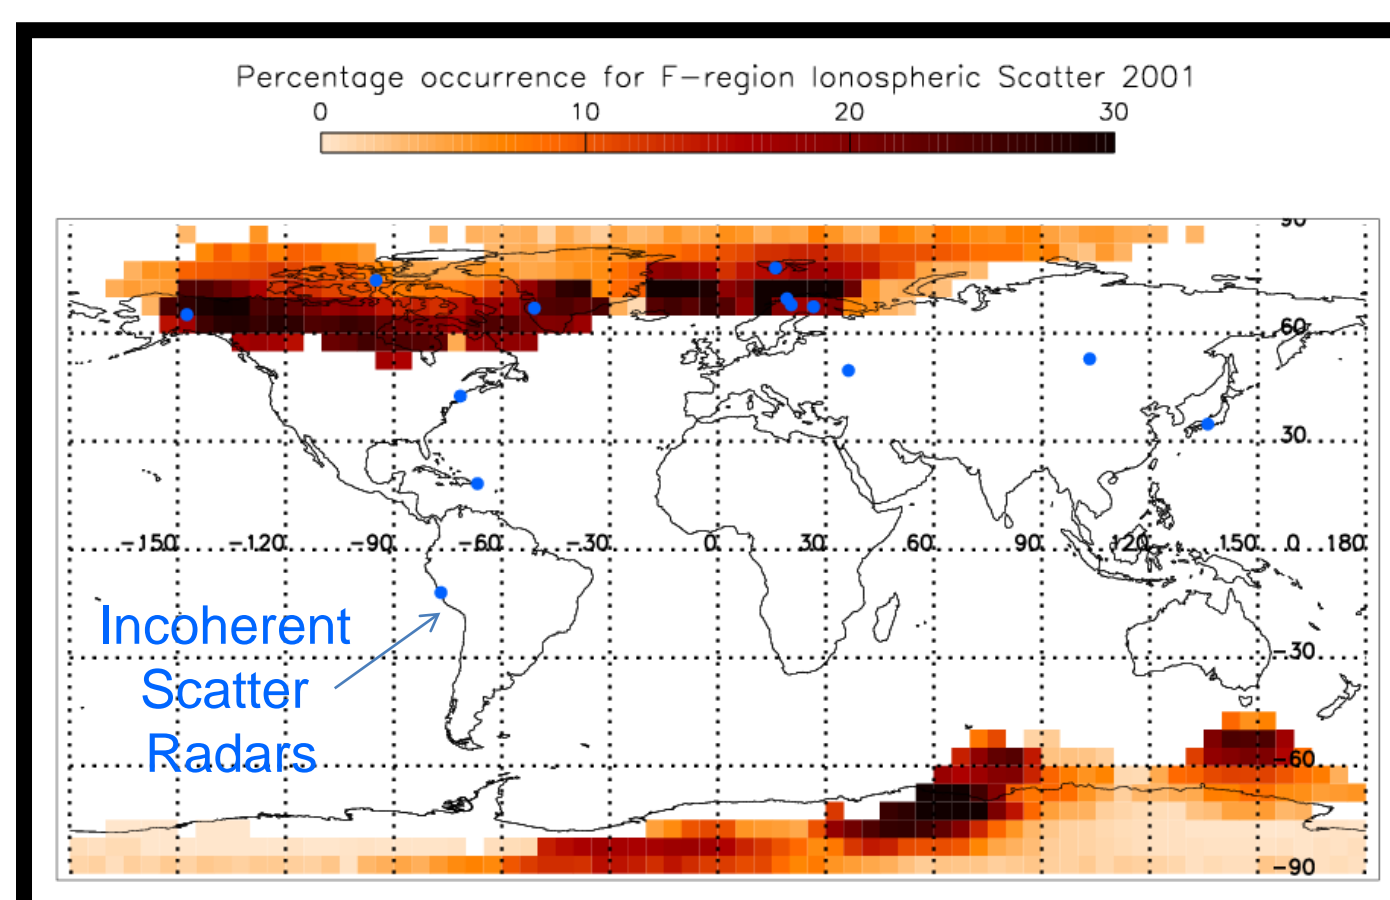 Percentage occurrence for F-region Ionospheric Scatter 2001
0 10 20 30
90
60
30
-150 -120 -90 -60 -30 0 30 60 90 120 150 0 180
Incoherent
Scatter
Radars
-30
-60
-90